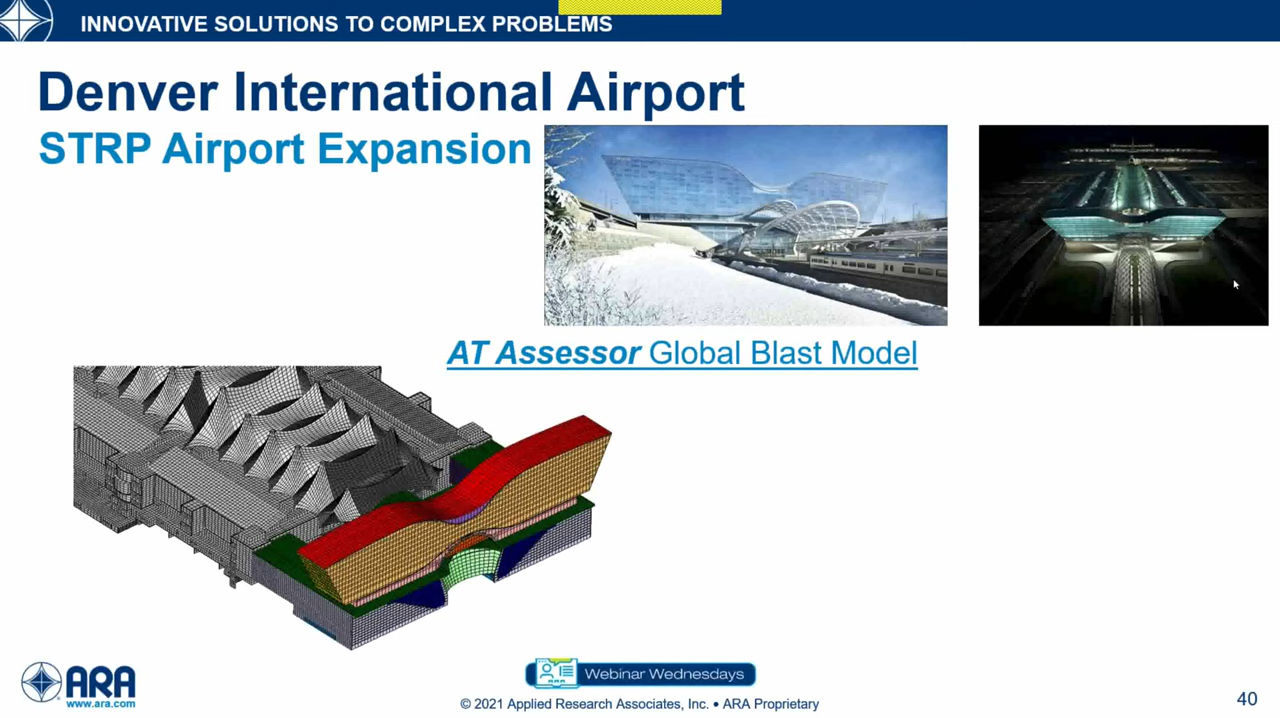 INNOVATIVE SOLUTIONS TO COMPLEX PROBLEMS
Denver International Airport
STRP Airport Expansion
AT Assessor Global Blast Model
ARA
www.ara.com
Webinar Wednesdays
© 2021 Applied Research Associates, Inc. • ARA Proprietary
40